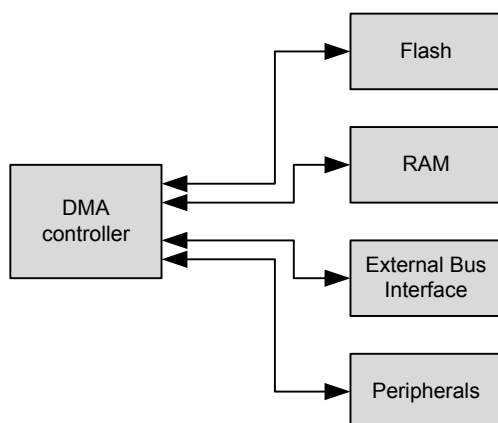 Flash
RAM
DMA
controller
External Bus
Interface
Peripherals